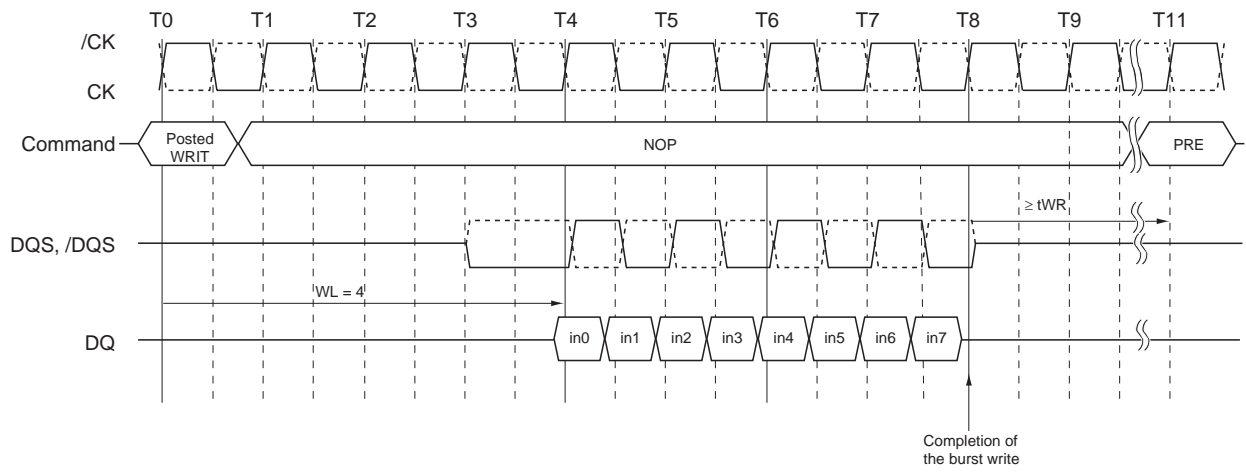 T0 T1 T2 T3 T4 T5 T6 T7 T8 T9 T11
/CK
CK
Command
Posted
WRIT
NOP
PRE
≥ tWR
DQS, /DQS
WL = 4
DQ
in0 in1 in2 in3 in4 in5 in6 in7
Completion of
the burst write